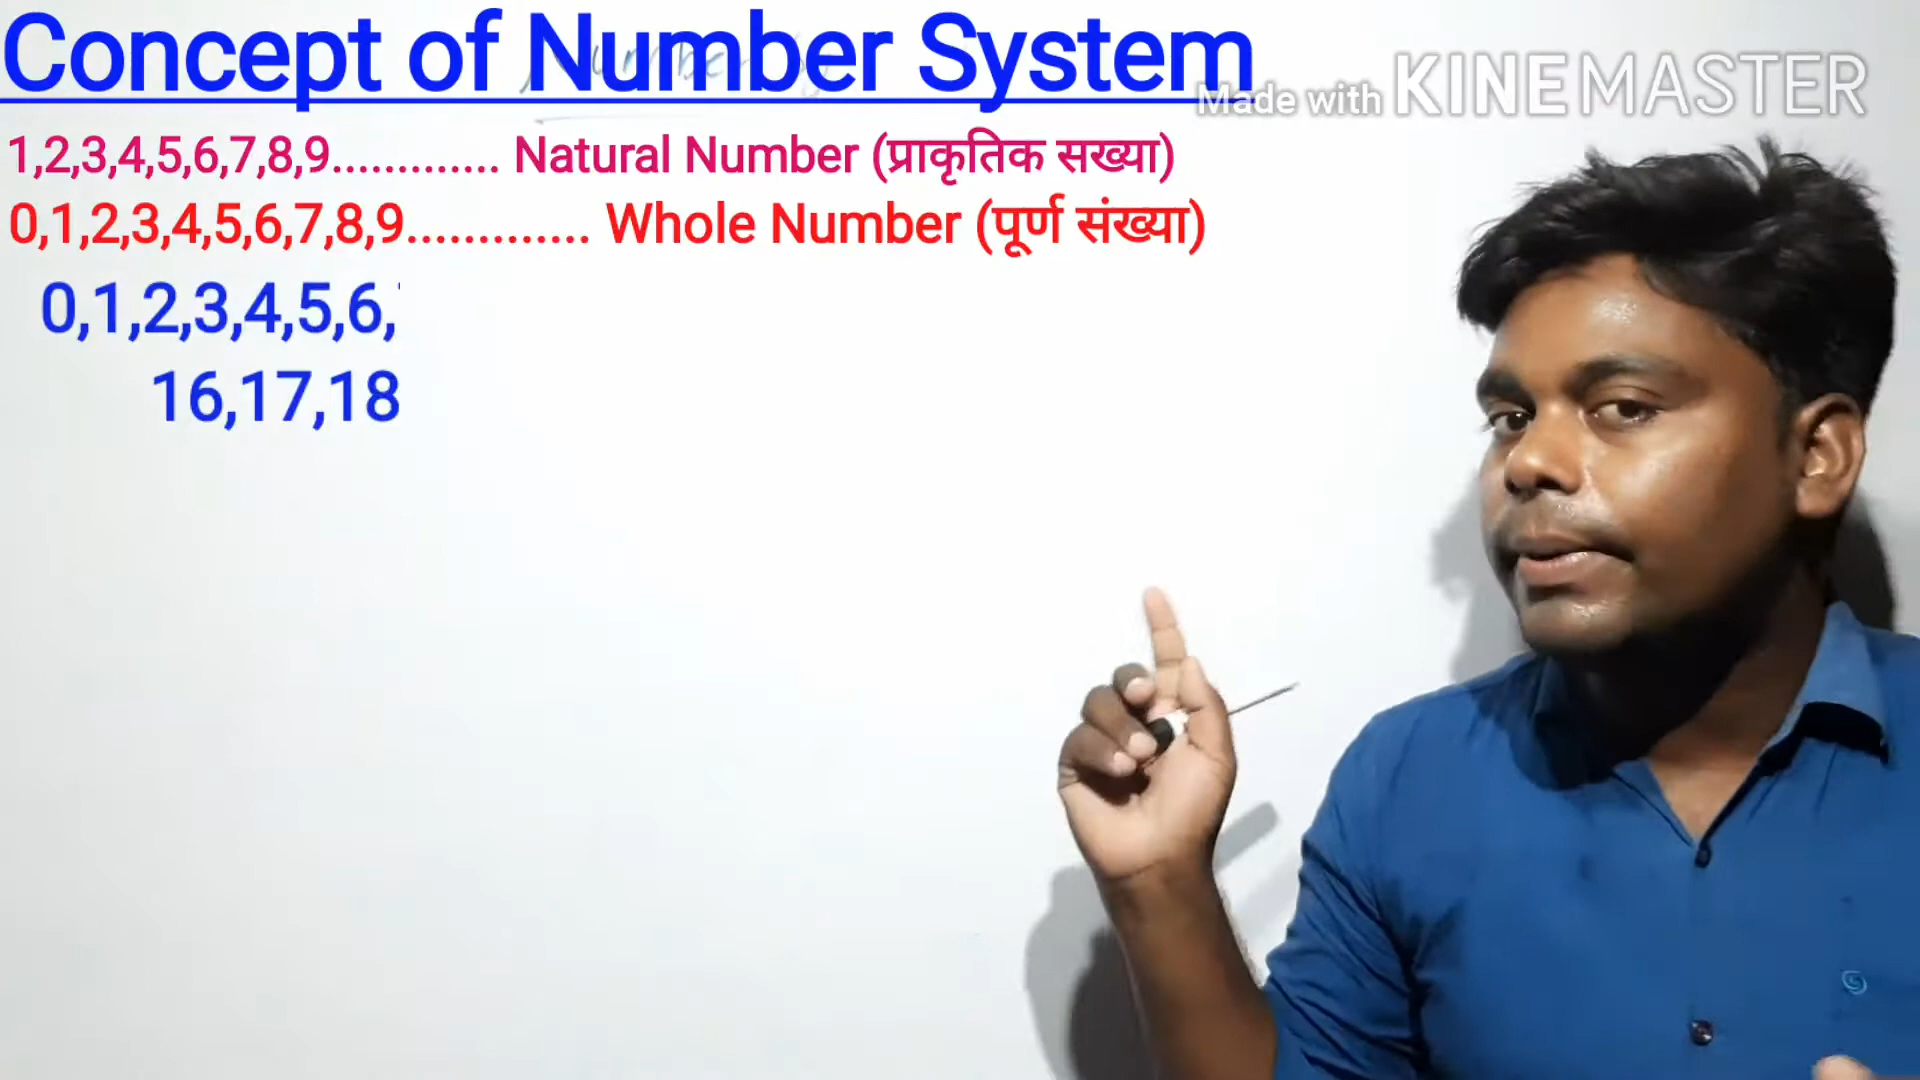 Concept of Number System
Made with KINEMASTER
1,2,3,4,5,6,7,8,9............. Natural Number (प्राकृतिक सख्या)
0,1,2,3,4,5,6,7,8,9............. Whole Number (पूर्ण संख्या)
0,1,2,3,4,5,6,
16,17,18